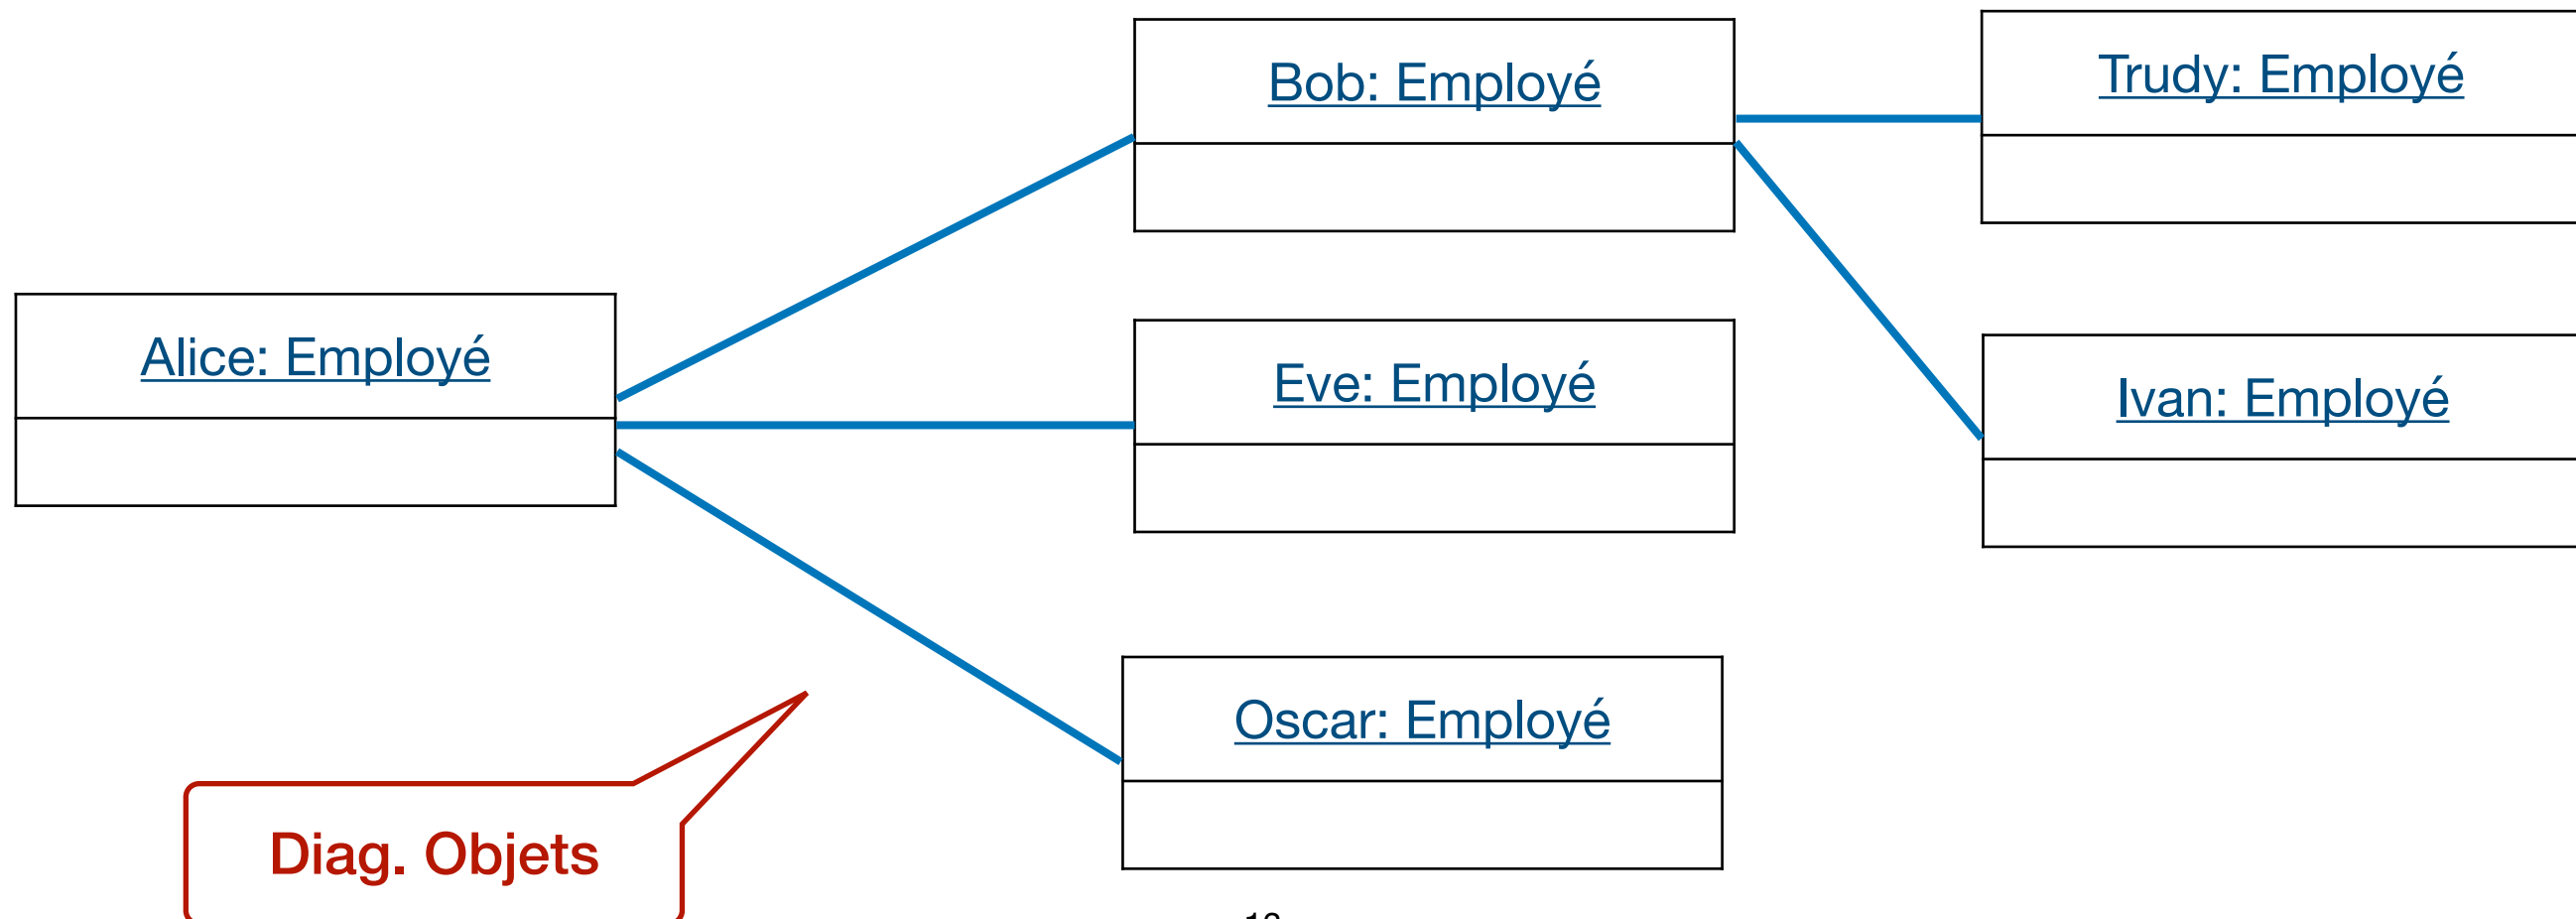 Bob: Employé
Trudy: Employé
Alice: Employé
Eve: Employé
Ivan: Employé
Oscar: Employé
Diag. Objets